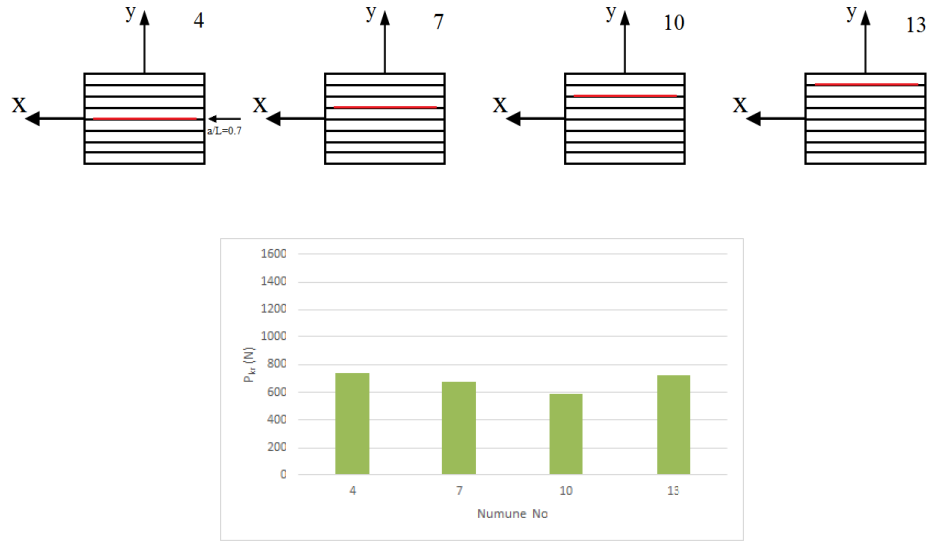 y 4
y 7
y 10
y 13
X
X
X
X
a/L=0.7
1600
1400
1200
1000
800
600
400
200
0
P_kr (N)
4 7 10 13
Numune No